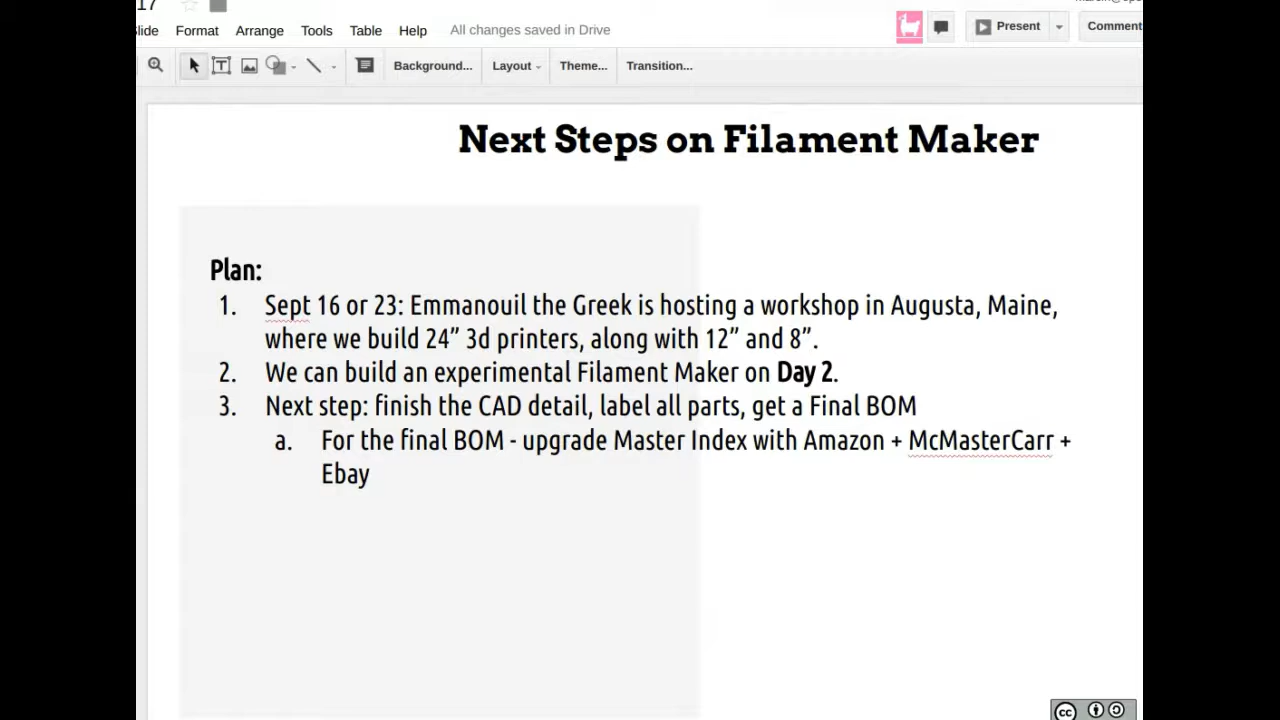 17
lide Format Arrange Tools Table Help All changes saved in Drive Present Comment
Background... Layout Theme... Transition...
Next Steps on Filament Maker
Plan:
1. Sept 16 or 23: Emmanouil the Greek is hosting a workshop in Augusta, Maine,
where we build 24” 3d printers, along with 12” and 8”.
2. We can build an experimental Filament Maker on Day 2.
3. Next step: finish the CAD detail, label all parts, get a Final BOM
a. For the final BOM - upgrade Master Index with Amazon + McMasterCarr +
Ebay
cc